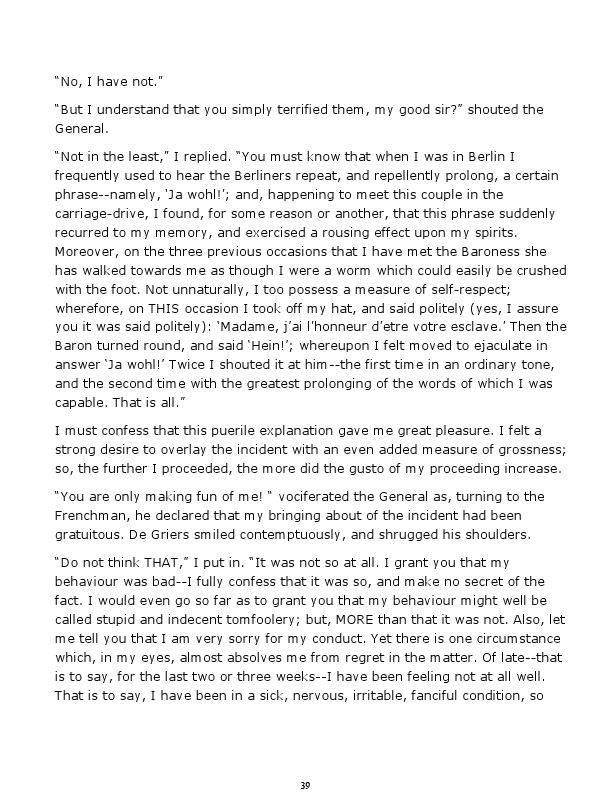 “No, I have not.”
“But I understand that you simply terrified them, my good sir?” shouted the
General.
“Not in the least,” I replied. “You must know that when I was in Berlin I
frequently used to hear the Berliners repeat, and repellently prolong, a certain
phrase--namely, ‘Ja wohl!’; and, happening to meet this couple in the
carriage-drive, I found, for some reason or another, that this phrase suddenly
recurred to my memory, and exercised a rousing effect upon my spirits.
Moreover, on the three previous occasions that I have met the Baroness she
has walked towards me as though I were a worm which could easily be crushed
with the foot. Not unnaturally, I too possess a measure of self-respect;
wherefore, on THIS occasion I took off my hat, and said politely (yes, I assure
you it was said politely): ‘Madame, j’ai l’honneur d’etre votre esclave.’ Then the
Baron turned round, and said ‘Hein!’; whereupon I felt moved to ejaculate in
answer ‘Ja wohl!’ Twice I shouted it at him--the first time in an ordinary tone,
and the second time with the greatest prolonging of the words of which I was
capable. That is all.”
I must confess that this puerile explanation gave me great pleasure. I felt a
strong desire to overlay the incident with an even added measure of grossness;
so, the further I proceeded, the more did the gusto of my proceeding increase.
“You are only making fun of me! “ vociferated the General as, turning to the
Frenchman, he declared that my bringing about of the incident had been
gratuitous. De Griers smiled contemptuously, and shrugged his shoulders.
“Do not think THAT,” I put in. “It was not so at all. I grant you that my
behaviour was bad--I fully confess that it was so, and make no secret of the
fact. I would even go so far as to grant you that my behaviour might well be
called stupid and indecent tomfoolery; but, MORE than that it was not. Also, let
me tell you that I am very sorry for my conduct. Yet there is one circumstance
which, in my eyes, almost absolves me from regret in the matter. Of late--that
is to say, for the last two or three weeks--I have been feeling not at all well.
That is to say, I have been in a sick, nervous, irritable, fanciful condition, so
39